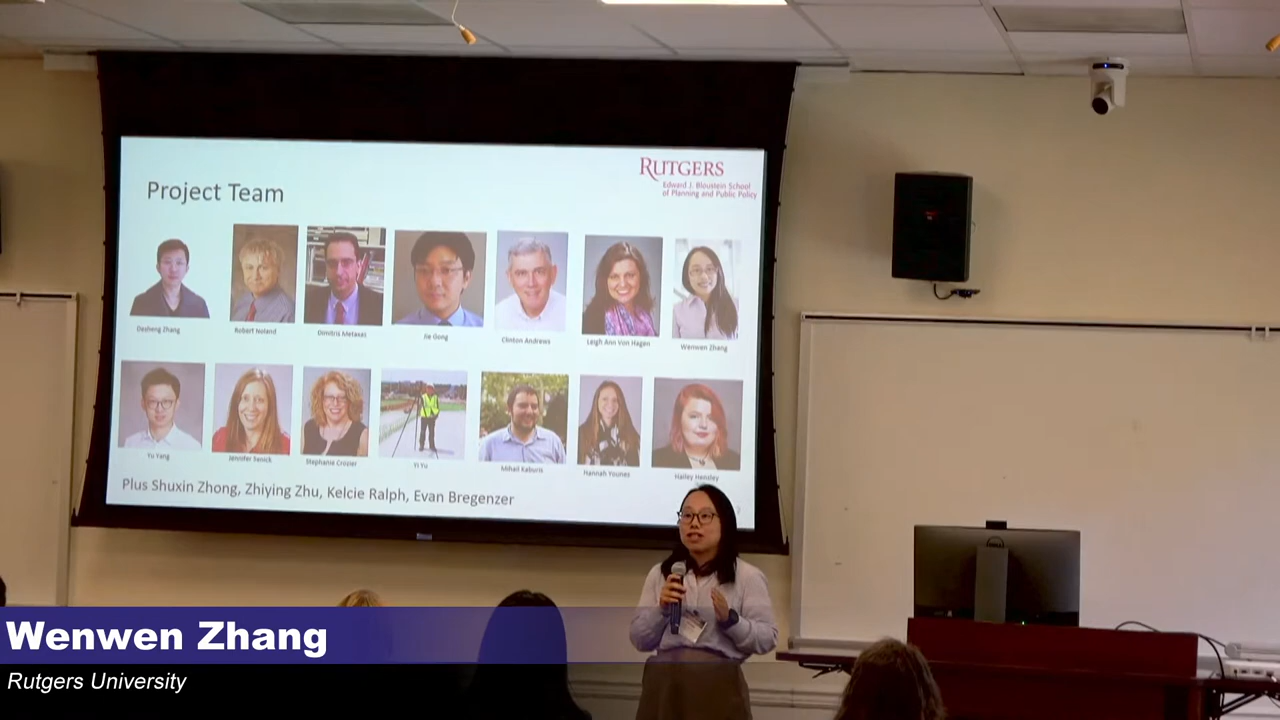 RUTGERS
Edward J. Bloustein School
of Planning and Public Policy
Project Team
Desheng Zhang
Robert Noland
Dimitris Metaxas
Jie Gong
Clinton Andrews
Leigh Ann Von Hagen
Wenwen Zhang
Yu Yang
Jennifer Senick
Stephanie Crozier
Yi Yu
Mihail Kaburis
Hannah Younes
Hailey Hensley
Plus Shuxin Zhong, Zhiying Zhu, Kelcie Ralph, Evan Bregenzer
DELL
Wenwen Zhang
Rutgers University